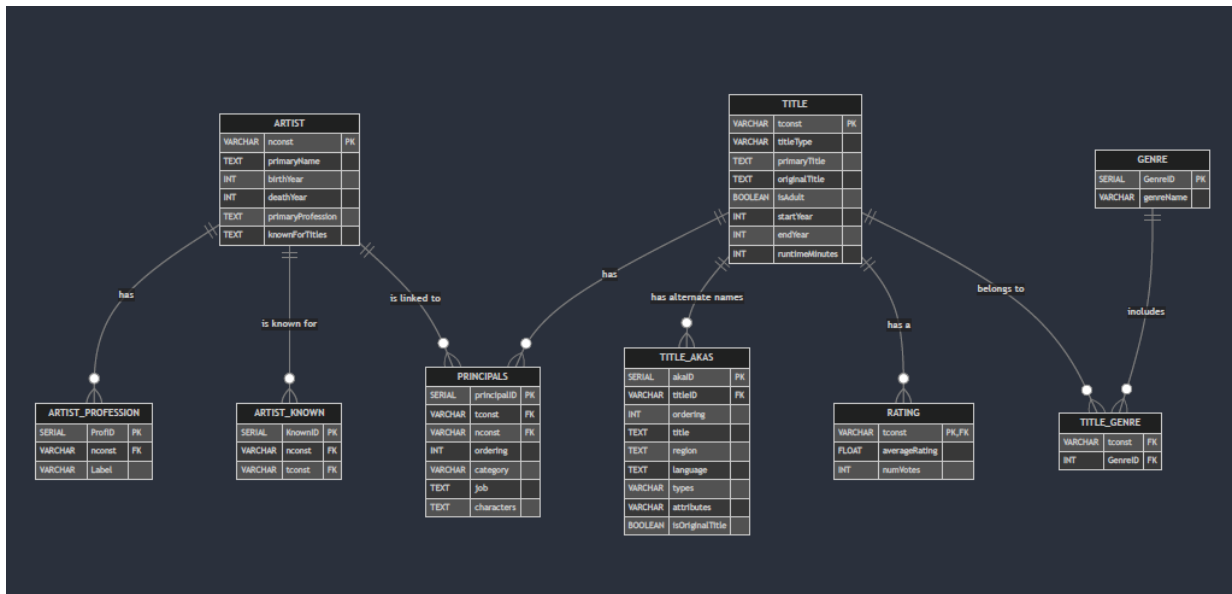 ARTIST
VARCHAR nconst PK
TEXT primaryName
INT birthYear
INT deathYear
TEXT primaryProfession
TEXT knownForTitles
TITLE
VARCHAR tconst PK
VARCHAR titleType
TEXT primaryTitle
TEXT originalTitle
BOOLEAN isAdult
INT startYear
INT endYear
INT runtimeMinutes
GENRE
SERIAL GenreID PK
VARCHAR genreName
has
is known for
is linked to
has
has alternate names
has a
belongs to
includes
ARTIST_PROFESSION
SERIAL ProfID PK
VARCHAR nconst FK
VARCHAR Label
ARTIST_KNOWN
SERIAL KnownID PK
VARCHAR nconst FK
VARCHAR tconst FK
PRINCIPALS
SERIAL principalID PK
VARCHAR tconst FK
VARCHAR nconst FK
INT ordering
VARCHAR category
TEXT job
TEXT characters
TITLE_AKAS
SERIAL akaID PK
VARCHAR titleID FK
INT ordering
TEXT title
TEXT region
TEXT language
VARCHAR types
VARCHAR attributes
BOOLEAN isOriginalTitle
RATING
VARCHAR tconst PK,FK
FLOAT averageRating
INT numVotes
TITLE_GENRE
VARCHAR tconst FK
INT GenreID FK